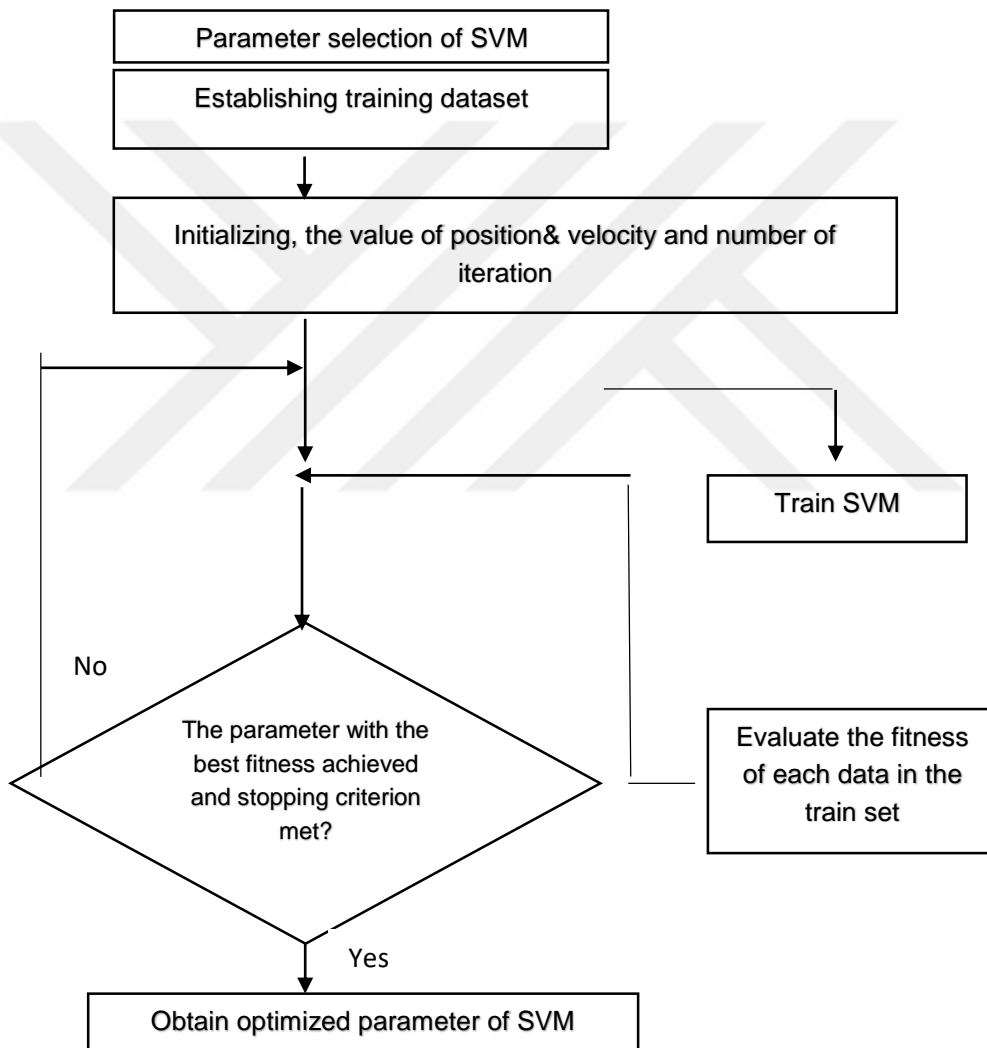 Parameter selection of SVM
Establishing training dataset
Initializing, the value of position& velocity and number of
iteration
Train SVM
No
The parameter with the
best fitness achieved
and stopping criterion
met?
Evaluate the fitness
of each data in the
train set
Yes
Obtain optimized parameter of SVM